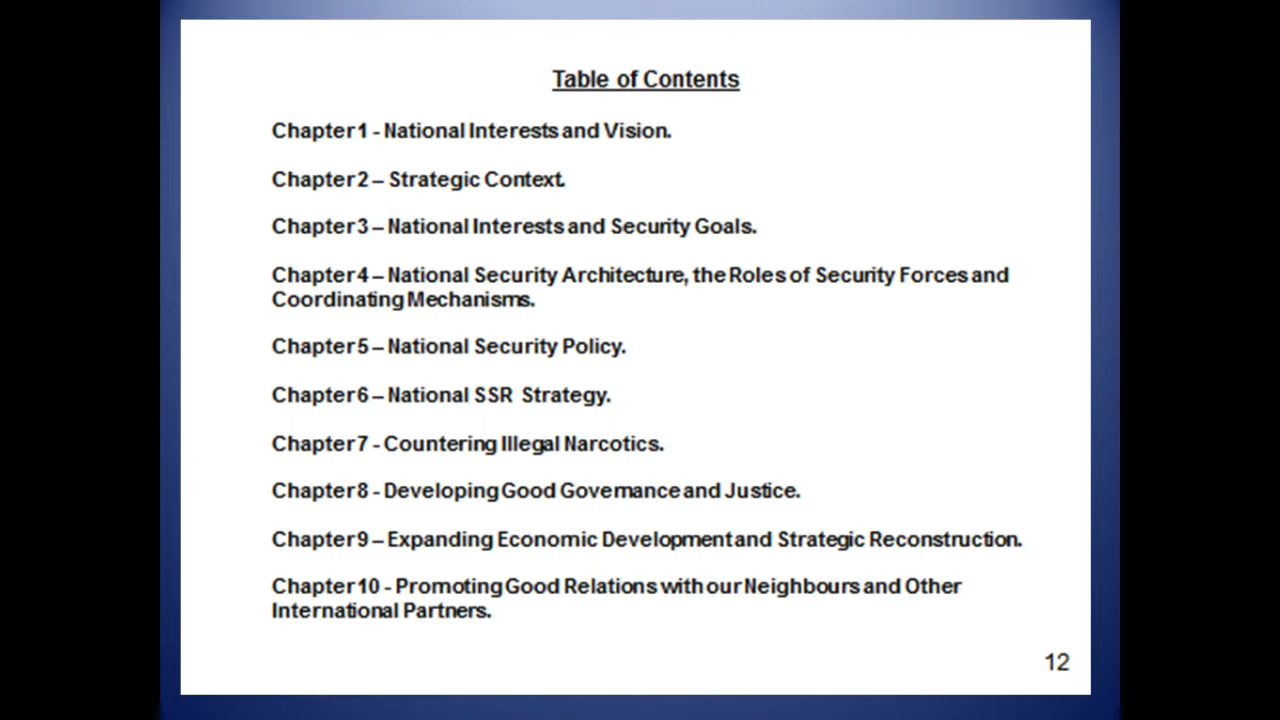 Table of Contents
Chapter 1 - National Interests and Vision.
Chapter 2 – Strategic Context.
Chapter 3 – National Interests and Security Goals.
Chapter 4 – National Security Architecture, the Roles of Security Forces and
Coordinating Mechanisms.
Chapter 5 – National Security Policy.
Chapter 6 – National SSR Strategy.
Chapter 7 - Countering Illegal Narcotics.
Chapter 8 - Developing Good Governance and Justice.
Chapter 9 – Expanding Economic Development and Strategic Reconstruction.
Chapter 10 - Promoting Good Relations with our Neighbours and Other
International Partners.
12